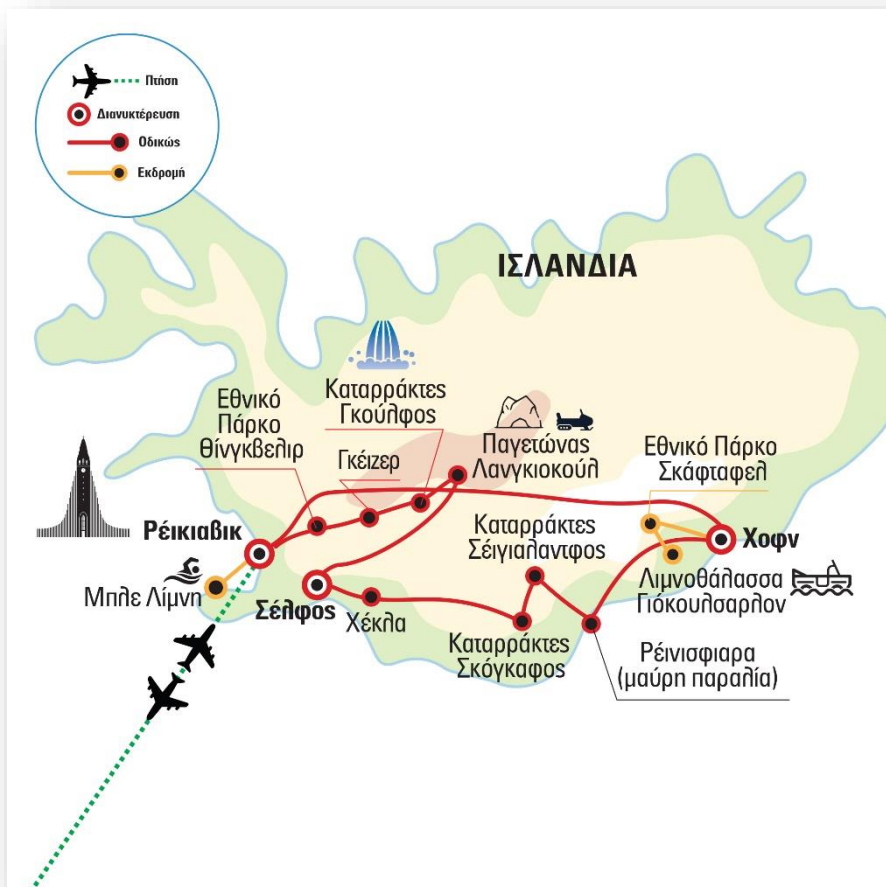 Πτήση
Διανυκτέρευση
Οδικώς
Εκδρομή
ΙΣΛΑΝΔΙΑ
Εθνικό
Πάρκο
Θίνγκβελιρ
Καταρράκτες
Γκούλφος
Γκέιζερ
Παγετώνας
Λανγκιοκούλ
Εθνικό Πάρκο
Σκάφταφελ
Ρέικιαβικ
Μπλε Λίμνη
Σέλφος
Χέκλα
Καταρράκτες
Σέιγιαλαντφος
Χοφν
Λιμνοθάλασσα
Γιόκουλσαρλον
Καταρράκτες
Σκόγκαφος
Ρέινισφιαρα
(μαύρη παραλία)